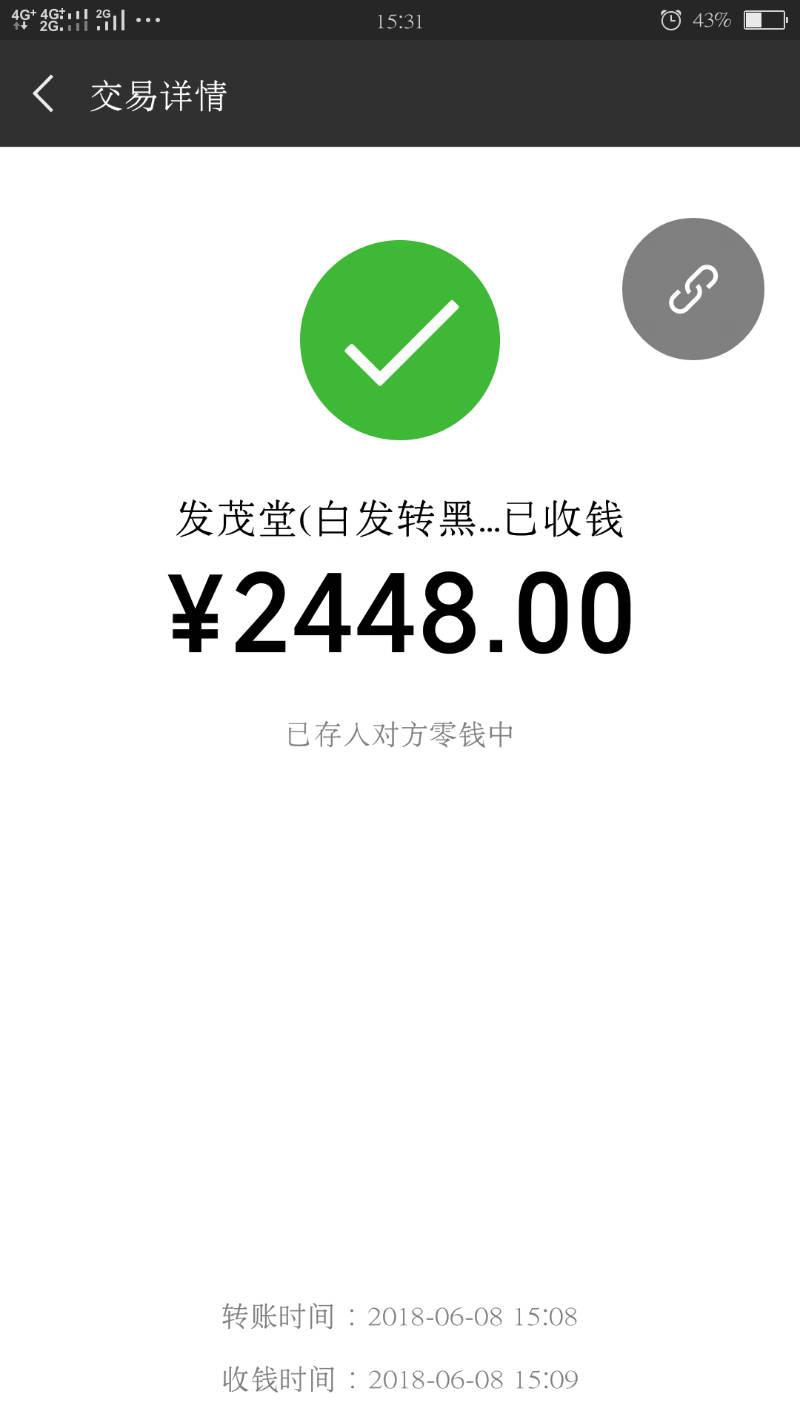 4G+ 4G+ 2G 2G 15:31 43%
交易详情
发茂堂(白发转黑...已收钱
¥2448.00
已存入对方零钱中
转账时间：2018-06-08 15:08
收钱时间：2018-06-08 15:09